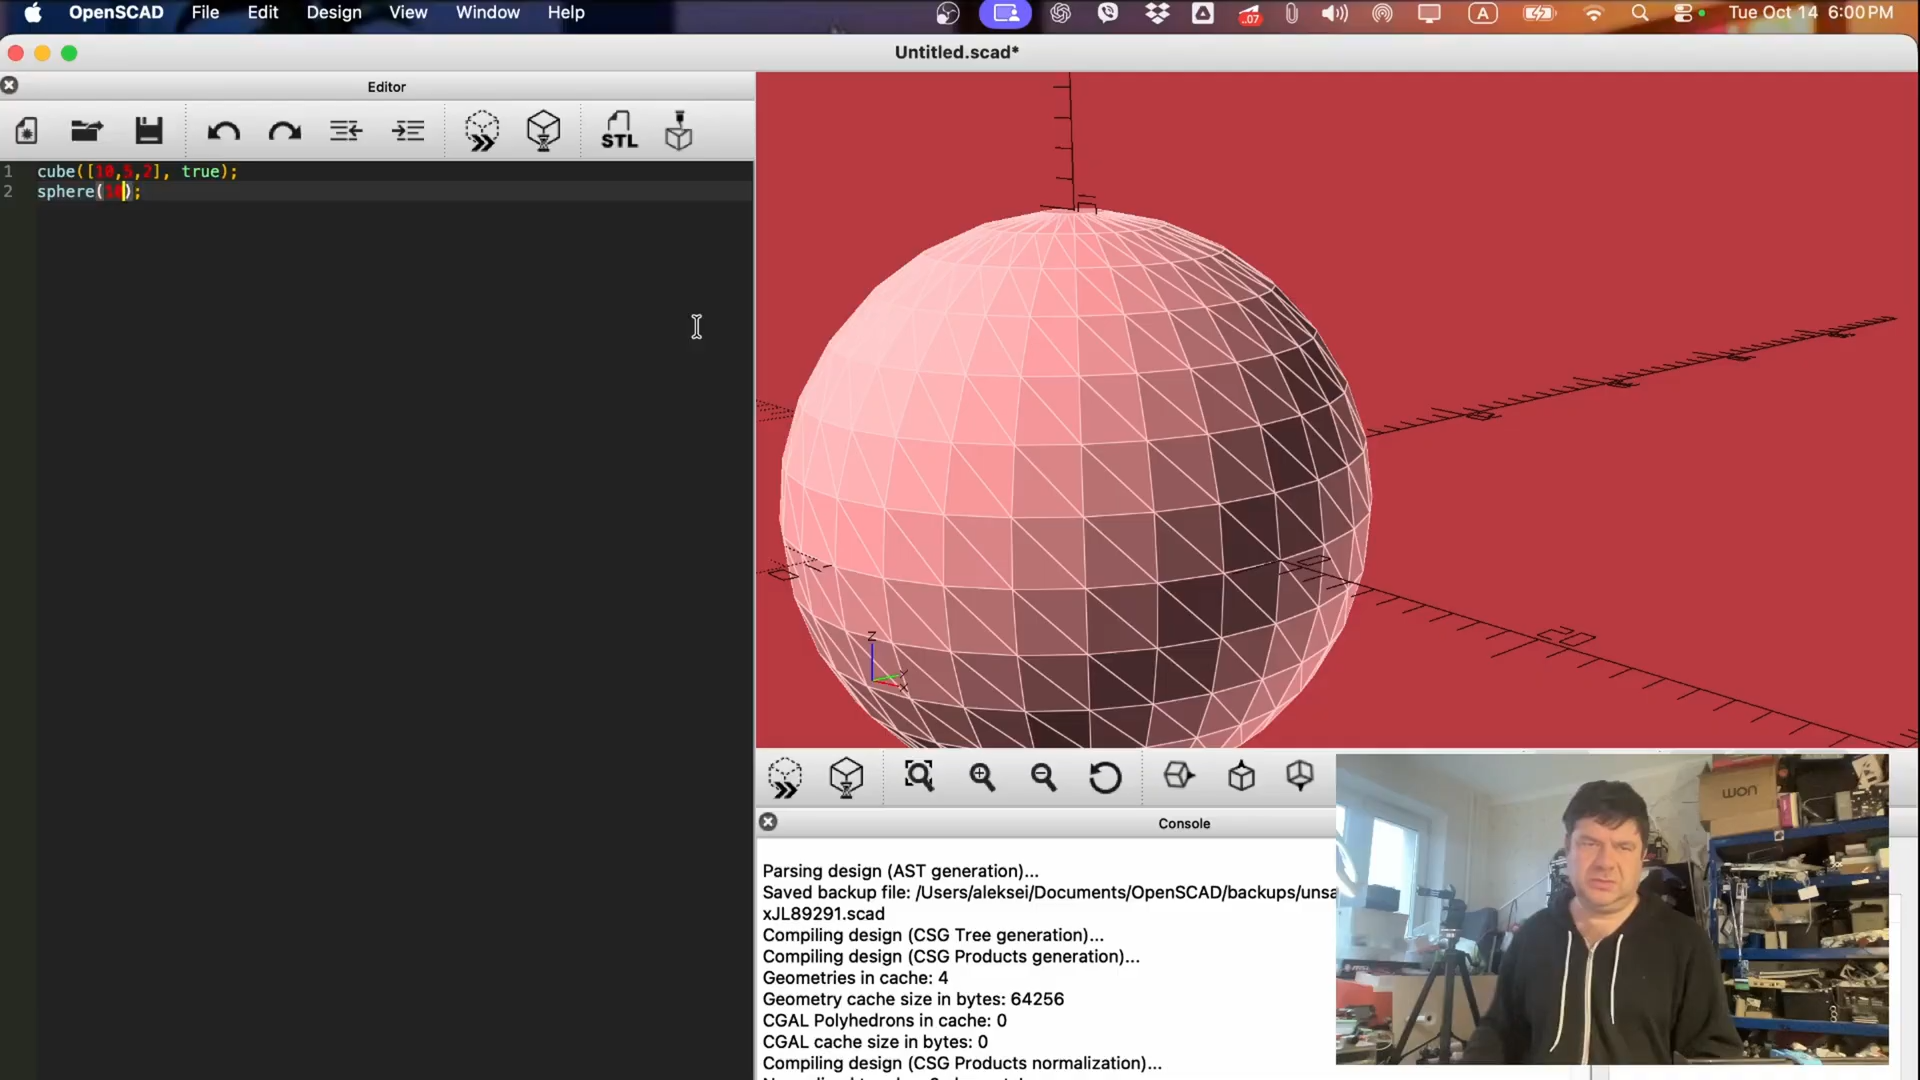 OpenSCAD File Edit Design View Window Help
.07
A
Tue Oct 14 6:00 PM
Untitled.scad*
Editor
STL
1 cube([10,5,2], true);
2 sphere(10);
Z
Y
X
Console
Parsing design (AST generation)...
Saved backup file: /Users/aleksei/Documents/OpenSCAD/backups/unsa
xJL89291.scad
Compiling design (CSG Tree generation)...
Compiling design (CSG Products generation)...
Geometries in cache: 4
Geometry cache size in bytes: 64256
CGAL Polyhedrons in cache: 0
CGAL cache size in bytes: 0
Compiling design (CSG Products normalization)...